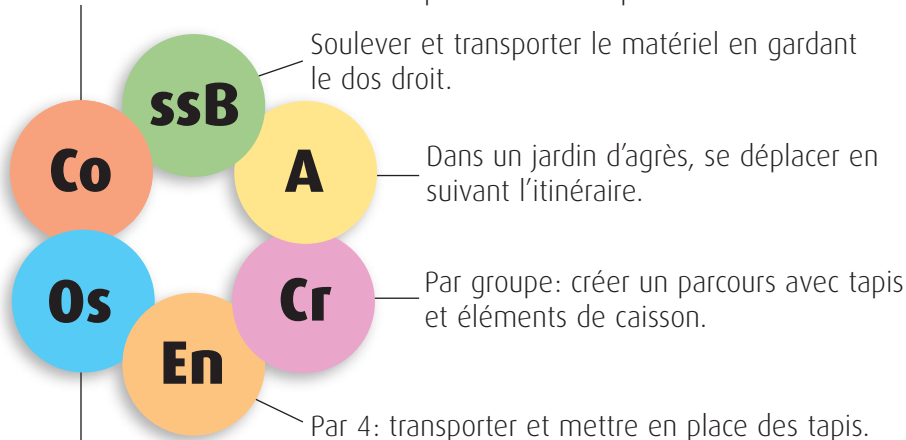 Soulever et transporter le matériel en gardant
le dos droit.
ssB
Co
A
Dans un jardin d'agrès, se déplacer en
suivant l'itinéraire.
Os
Cr
Par groupe: créer un parcours avec tapis
et éléments de caisson.
En
Par 4: transporter et mettre en place des tapis.